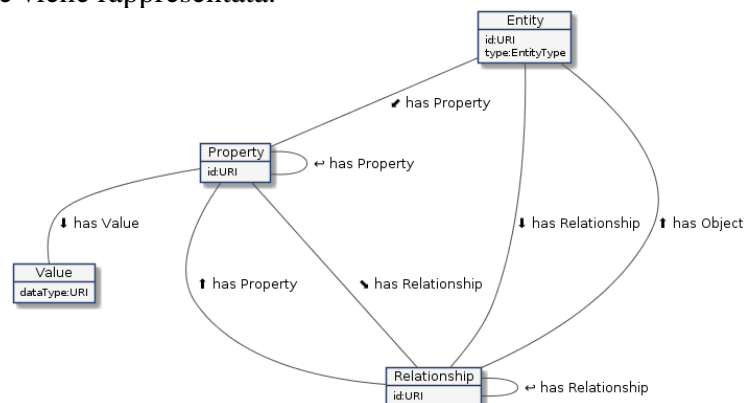 e viene rappresentata.
Entity
id:URI
type:EntityType
⬋ has Property
Property
id:URI
↩ has Property
⬇ has Value
⬇ has Relationship
⬆ has Object
Value
dataType:URI
⬆ has Property
⬊ has Relationship
Relationship
id:URI
↩ has Relationship